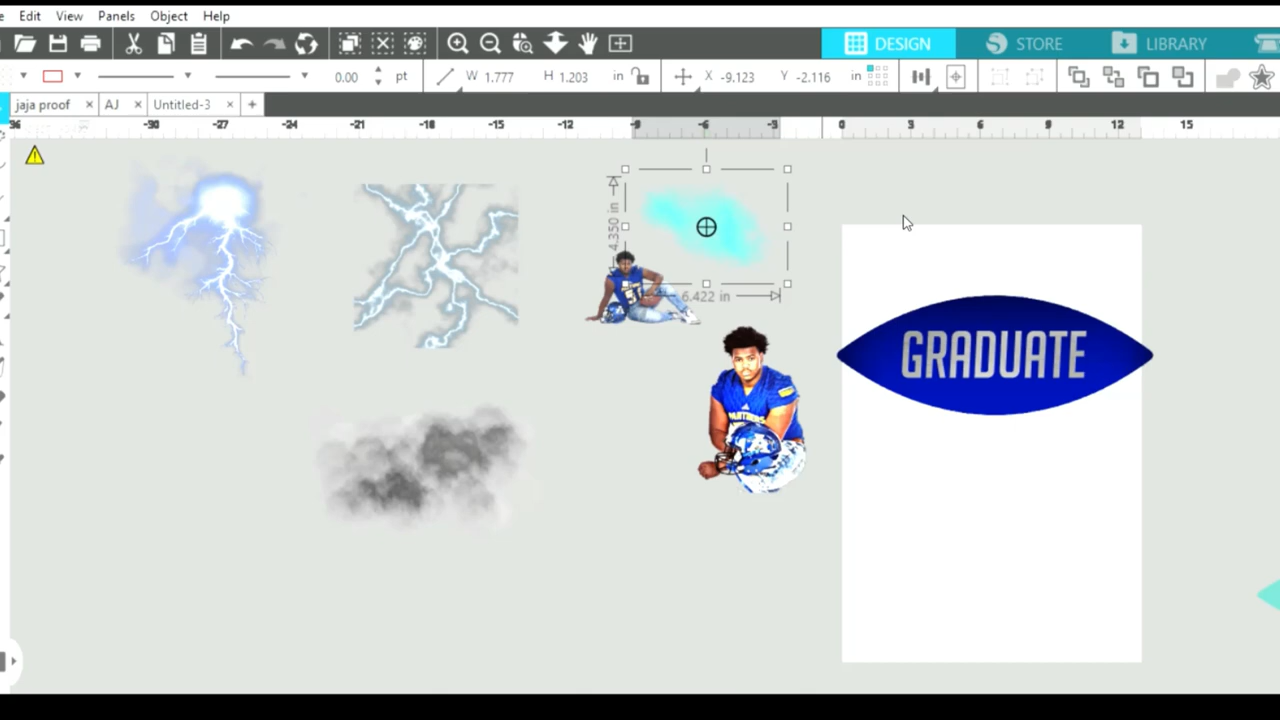 Edit View Panels Object Help
DESIGN STORE LIBRARY
0.00 pt W 1.777 H 1.203 in X -9.123 Y -2.116 in
jaja proof AJ Untitled-3
36 -30 -27 -24 -21 -18 -15 -12 -9 -6 -3 0 3 6 9 12 15
4.350 in
6.422 in
GRADUATE
PANTHERS